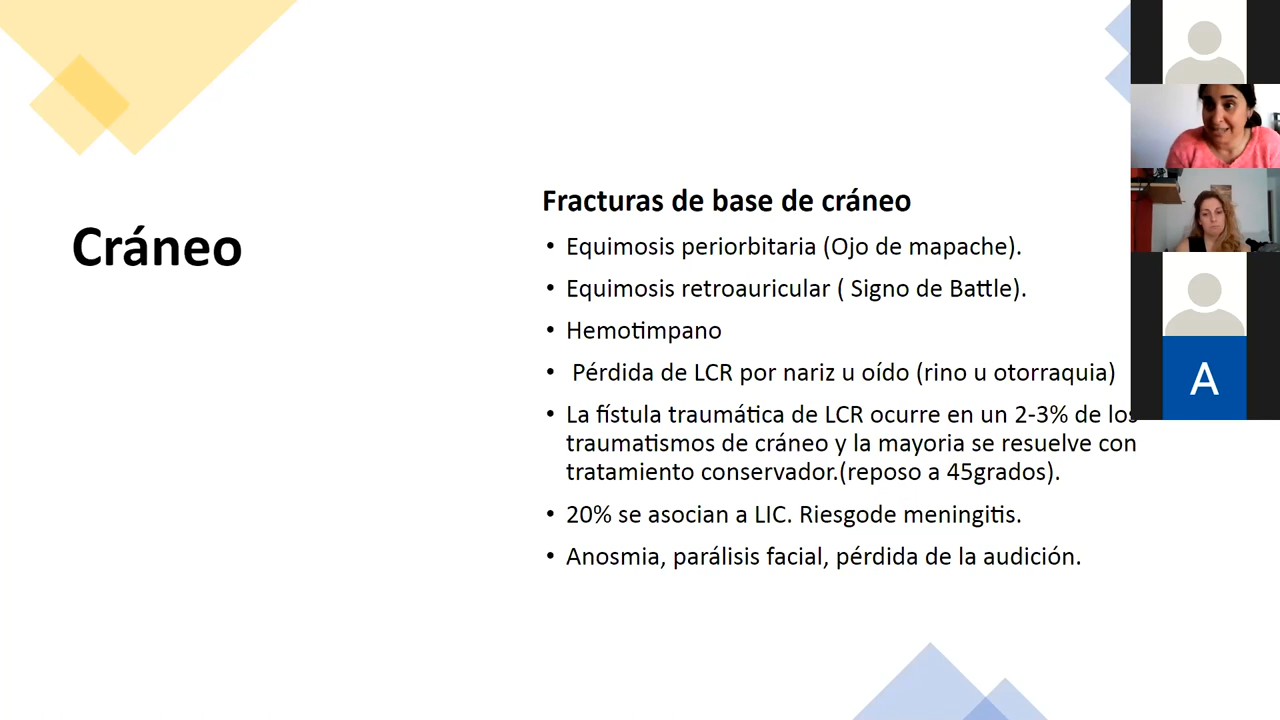 Cráneo
Fracturas de base de cráneo
• Equimosis periorbitaria (Ojo de mapache).
• Equimosis retroauricular ( Signo de Battle).
• Hemotimpano
• Pérdida de LCR por nariz u oído (rino u otorraquia)
• La fístula traumática de LCR ocurre en un 2-3% de los
traumatismos de cráneo y la mayoria se resuelve con
tratamiento conservador.(reposo a 45grados).
• 20% se asocian a LIC. Riesgode meningitis.
• Anosmia, parálisis facial, pérdida de la audición.
A